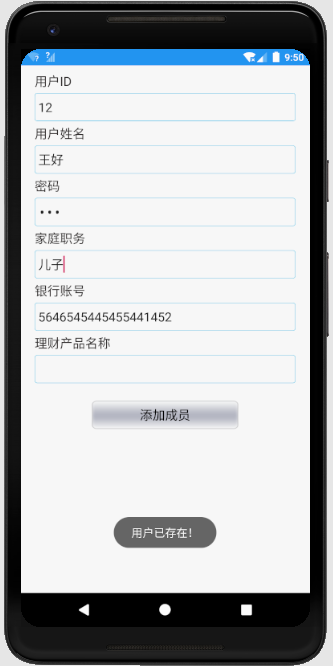 9:50
用户ID
12
用户姓名
王好
密码
•••
家庭职务
儿子
银行账号
5646545445455441452
理财产品名称
添加成员
用户已存在!